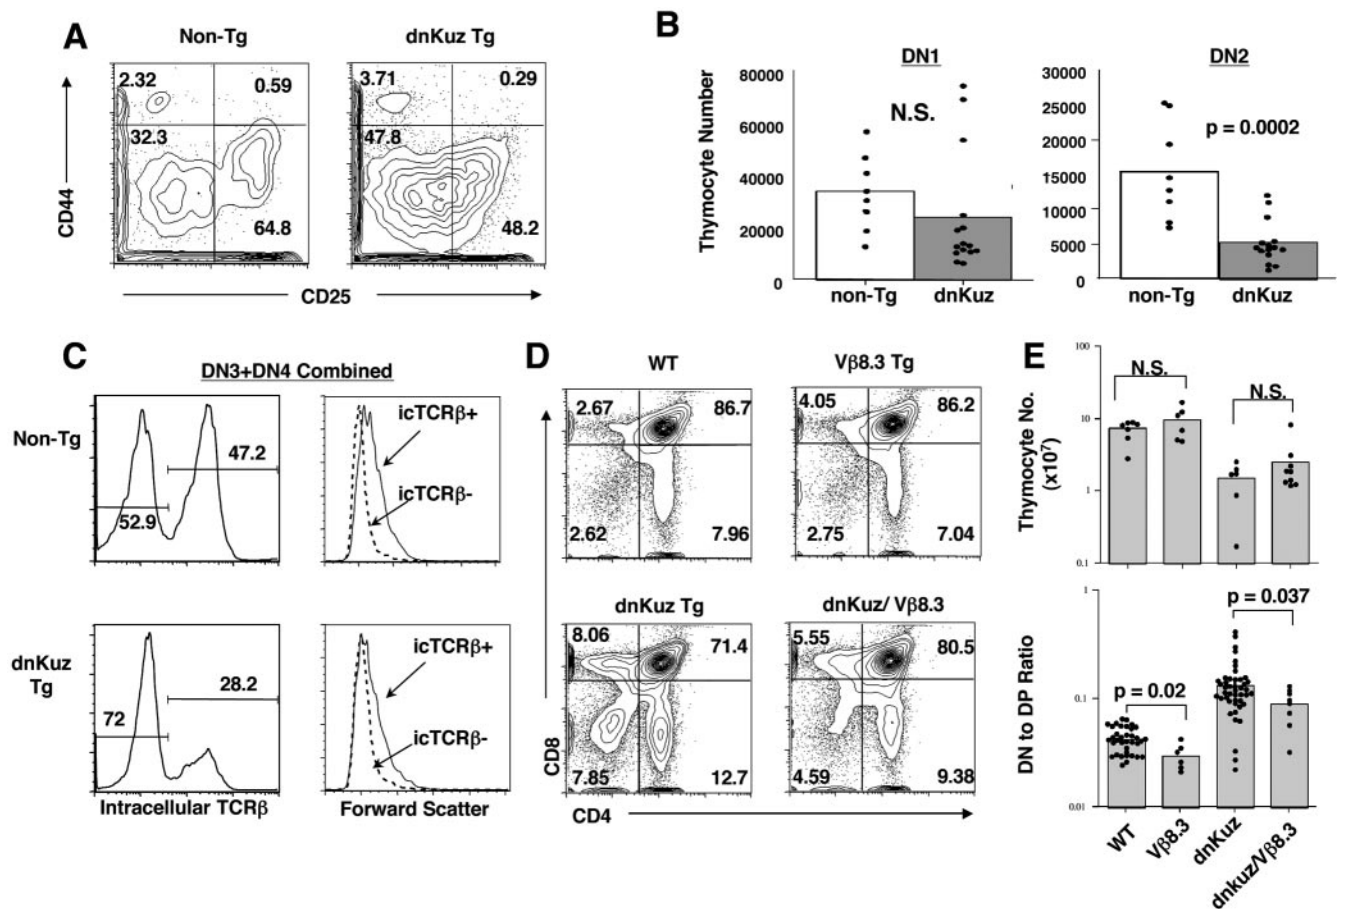 A
Non-Tg
dnKuz Tg
2.32
0.59
32.3
64.8
3.71
0.29
47.8
48.2
CD44
CD25
B
DN1
DN2
Thymocyte Number
80000
60000
40000
20000
0
N.S.
non-Tg
dnKuz
30000
25000
20000
15000
10000
5000
0
p = 0.0002
non-Tg
dnKuz
C
DN3+DN4 Combined
Non-Tg
47.2
52.9
icTCRβ+
icTCRβ-
dnKuz
Tg
28.2
72
icTCRβ+
icTCRβ-
Intracellular TCRβ
Forward Scatter
D
WT
Vβ8.3 Tg
2.67
86.7
2.62
7.96
4.05
86.2
2.75
7.04
dnKuz Tg
dnKuz/ Vβ8.3
8.06
71.4
7.85
12.7
5.55
80.5
4.59
9.38
CD8
CD4
E
Thymocyte No.
(x10⁷)
100
10
1
0.1
N.S.
N.S.
DN to DP Ratio
1
0.1
0.01
p = 0.02
p = 0.037
WT
Vβ8.3
dnKuz
dnkuz/Vβ8.3